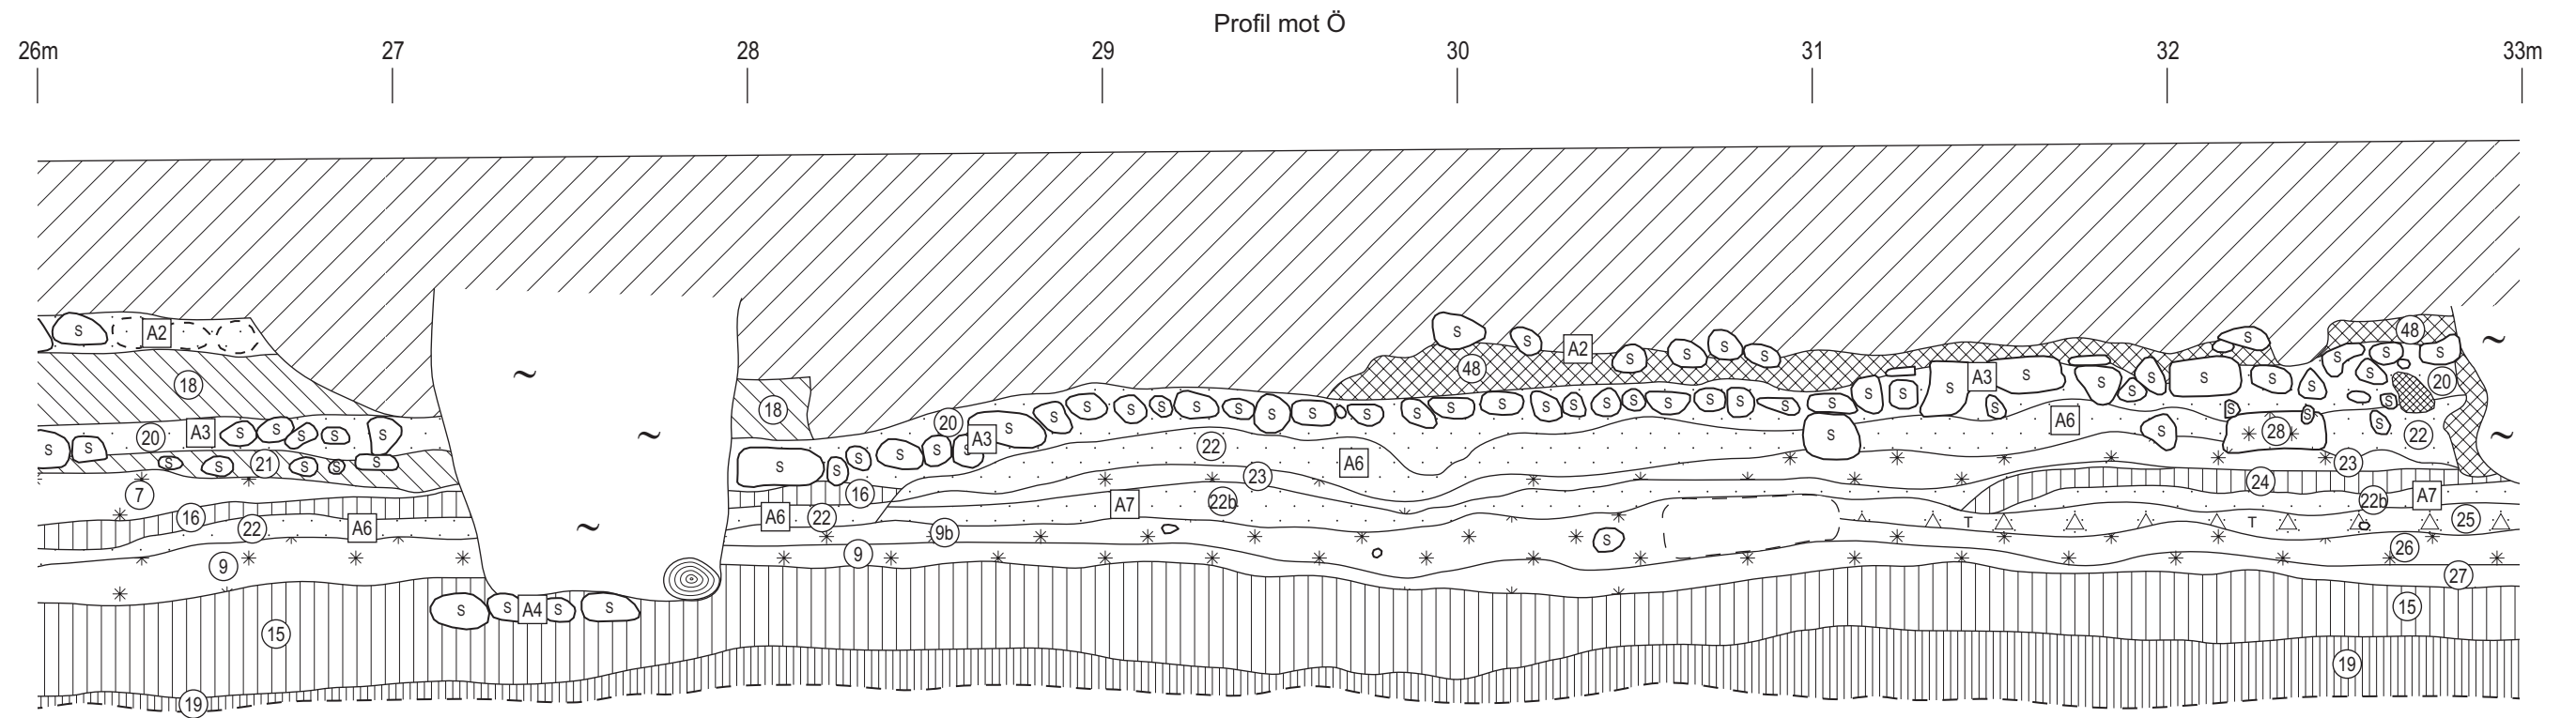 Profil mot Ö
26m 27 28 29 30 31 32 33m
S A2 S S A2 S S S S S 48 ~
48 S S S
18 S A3 S S S S S S 20
~ 18 S S S S S S S S S S S S S S S S S S S S S S S
20 A3 S S S S S 20 A3 S S S A6 S S
S S ~ 22 S S 28 22 ~
S S 21 S S S S S S S A6 23
7 16 23 24
16 22 A6 ~ A6 22 A7 22b 22b A7
9b T T 25
9 9 S 26
27
S S A4 S S 15
15
19
19